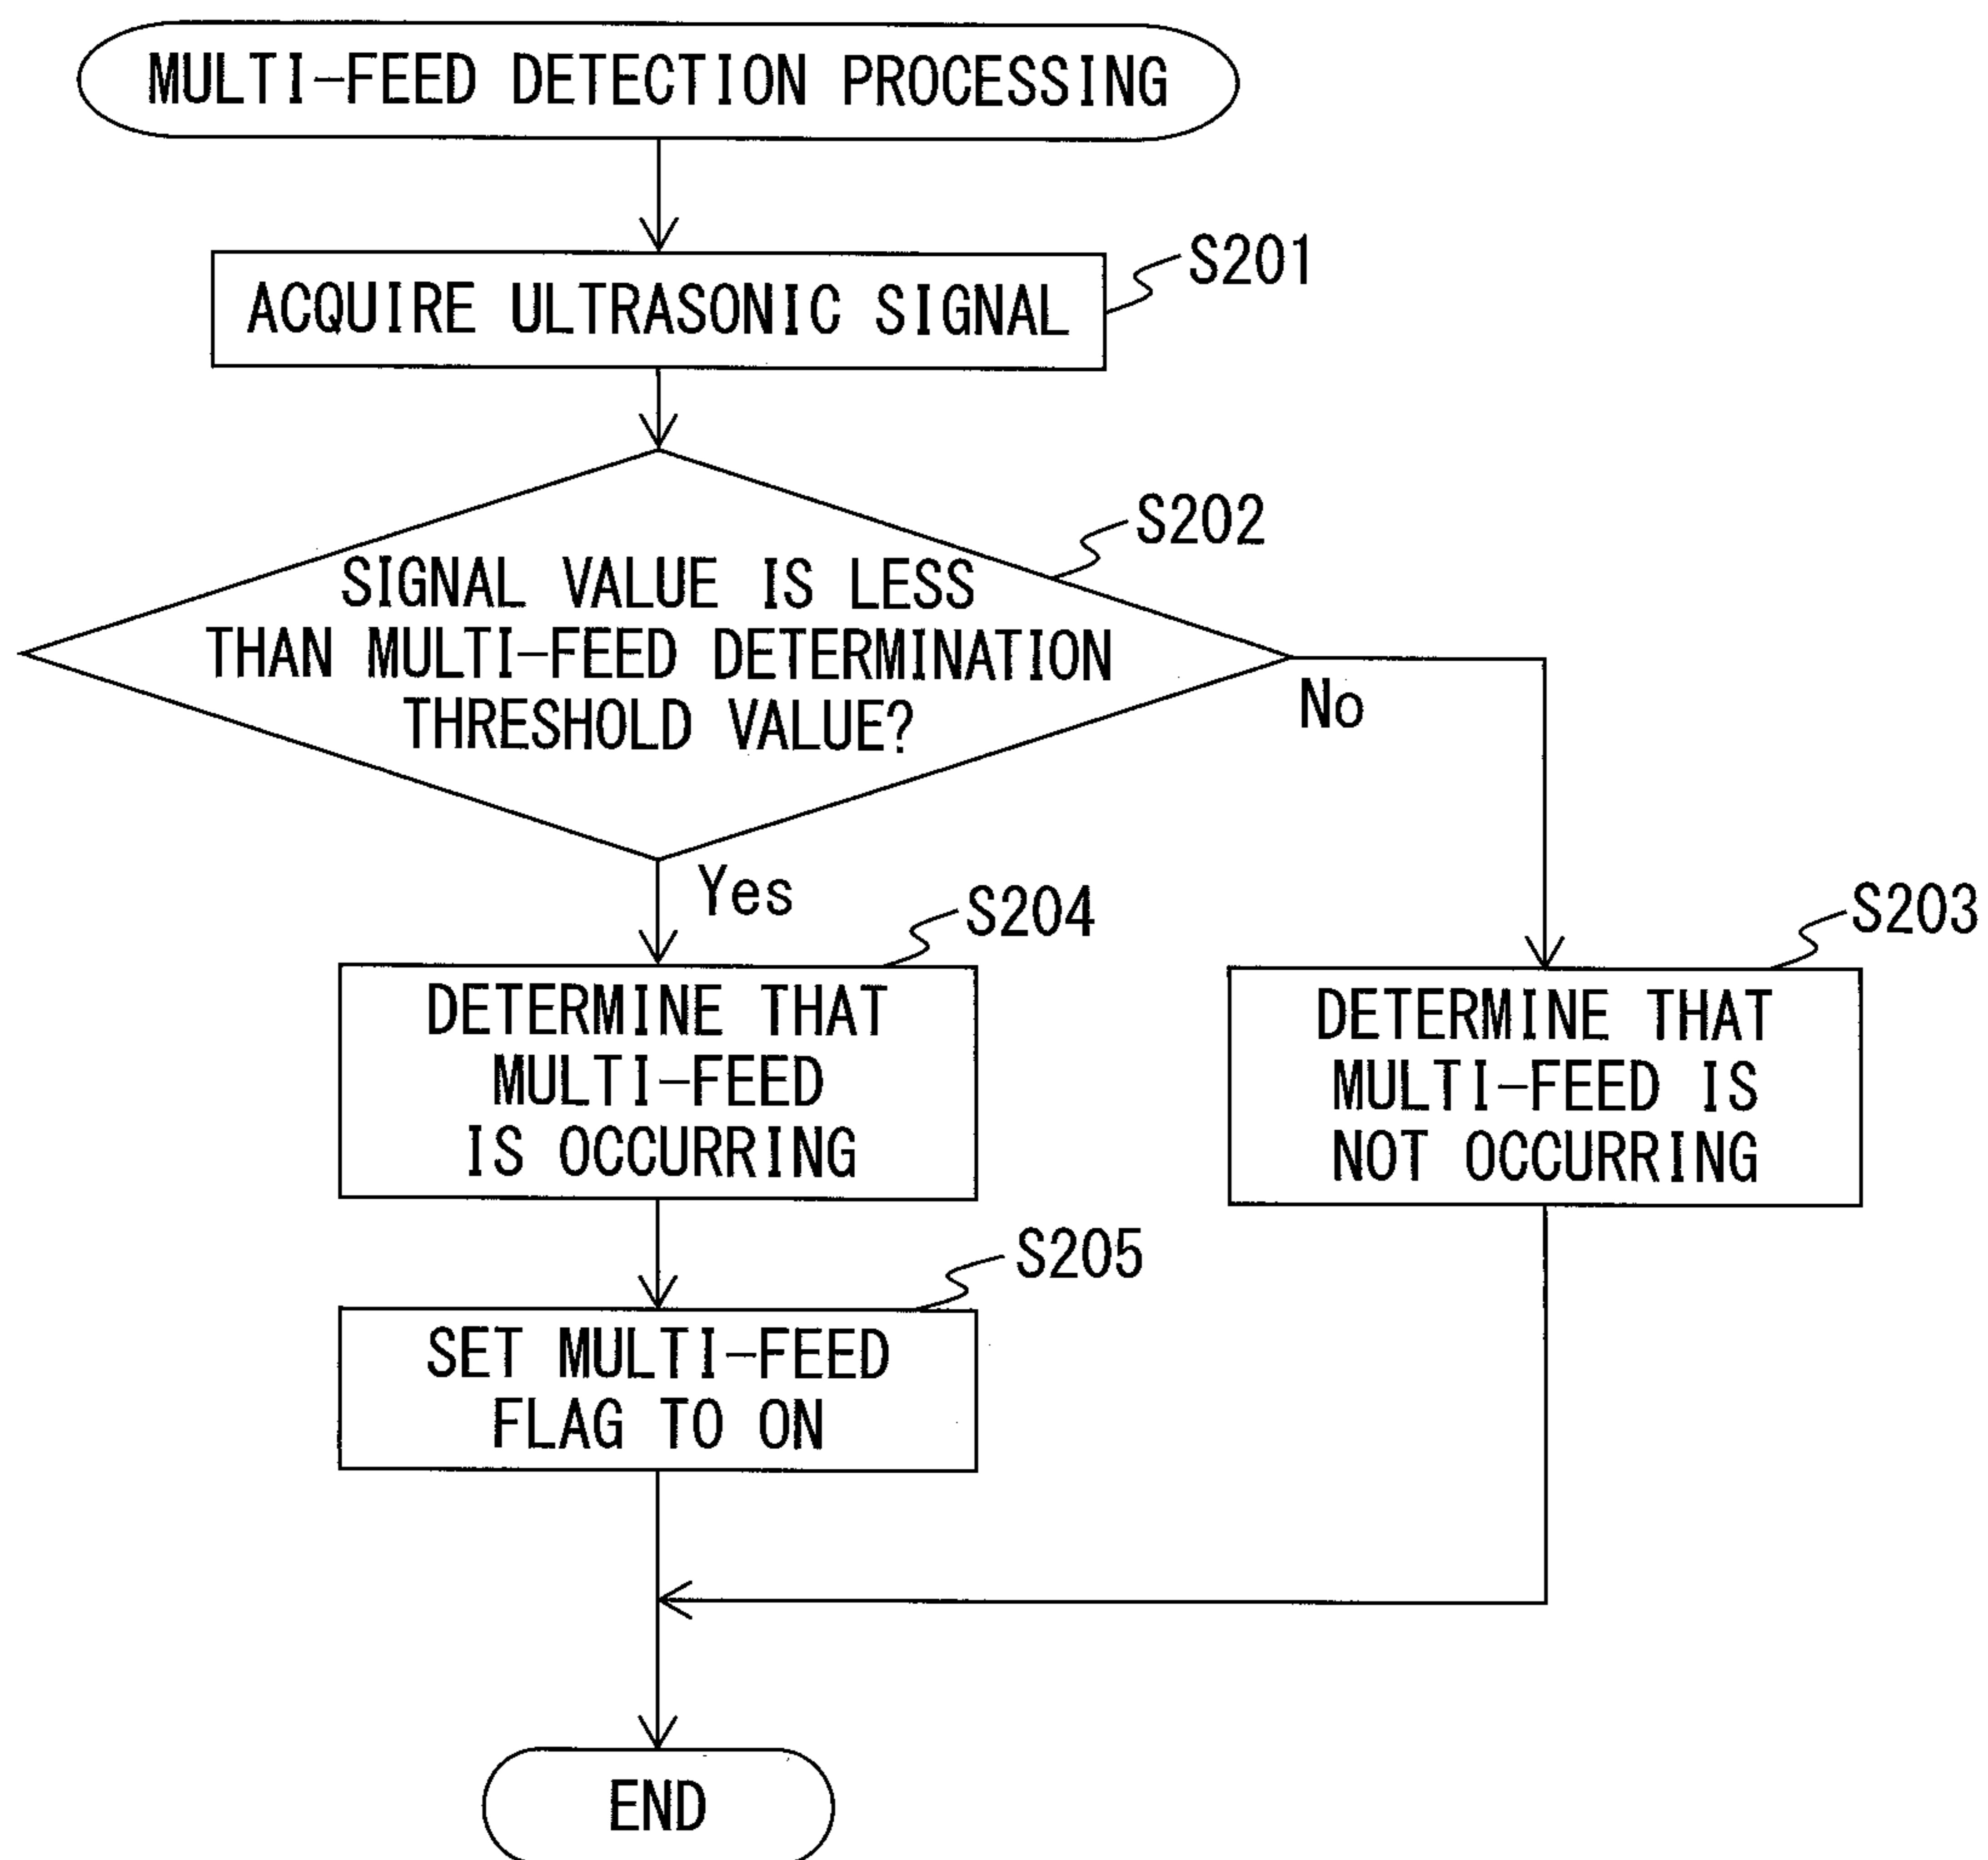 MULTI-FEED DETECTION PROCESSING
S201
ACQUIRE ULTRASONIC SIGNAL
S202
SIGNAL VALUE IS LESS
THAN MULTI-FEED DETERMINATION
THRESHOLD VALUE?
No
Yes
S204
DETERMINE THAT
MULTI-FEED
IS OCCURRING
S203
DETERMINE THAT
MULTI-FEED IS
NOT OCCURRING
S205
SET MULTI-FEED
FLAG TO ON
END